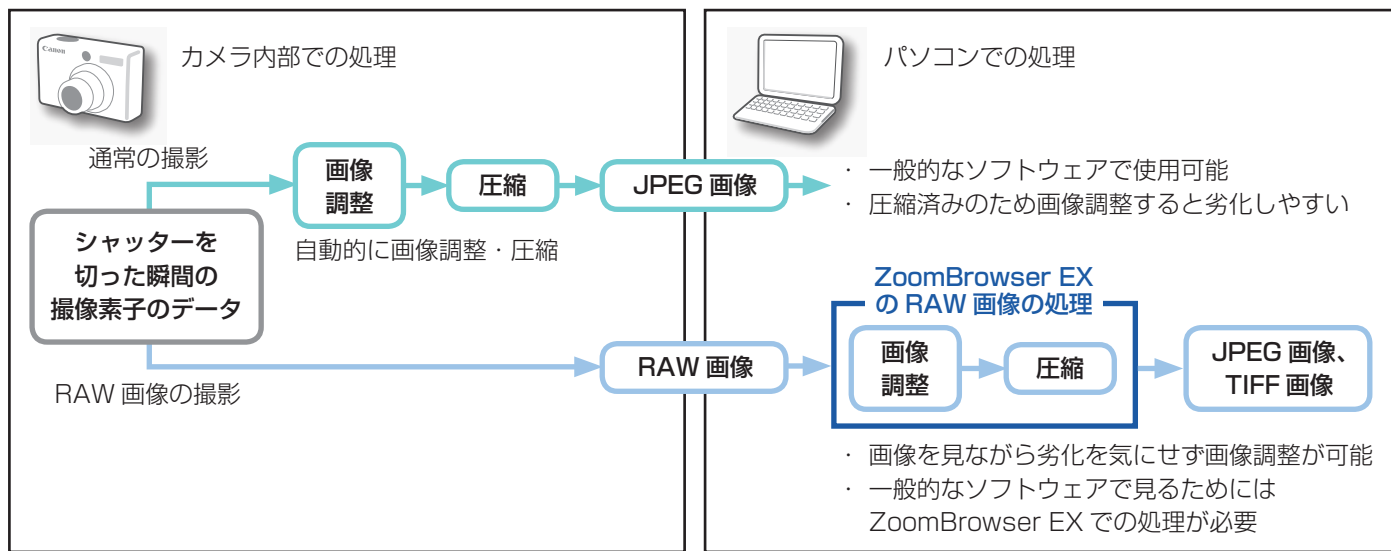 Canon
カメラ内部での処理
通常の撮影
画像
調整
圧縮
JPEG 画像
自動的に画像調整・圧縮
シャッターを
切った瞬間の
撮像素子のデータ
RAW 画像の撮影
RAW 画像
パソコンでの処理
・ 一般的なソフトウェアで使用可能
・ 圧縮済みのため画像調整すると劣化しやすい
ZoomBrowser EX
の RAW 画像の処理
画像
調整
圧縮
JPEG 画像、
TIFF 画像
・ 画像を見ながら劣化を気にせず画像調整が可能
・ 一般的なソフトウェアで見るためには
ZoomBrowser EX での処理が必要